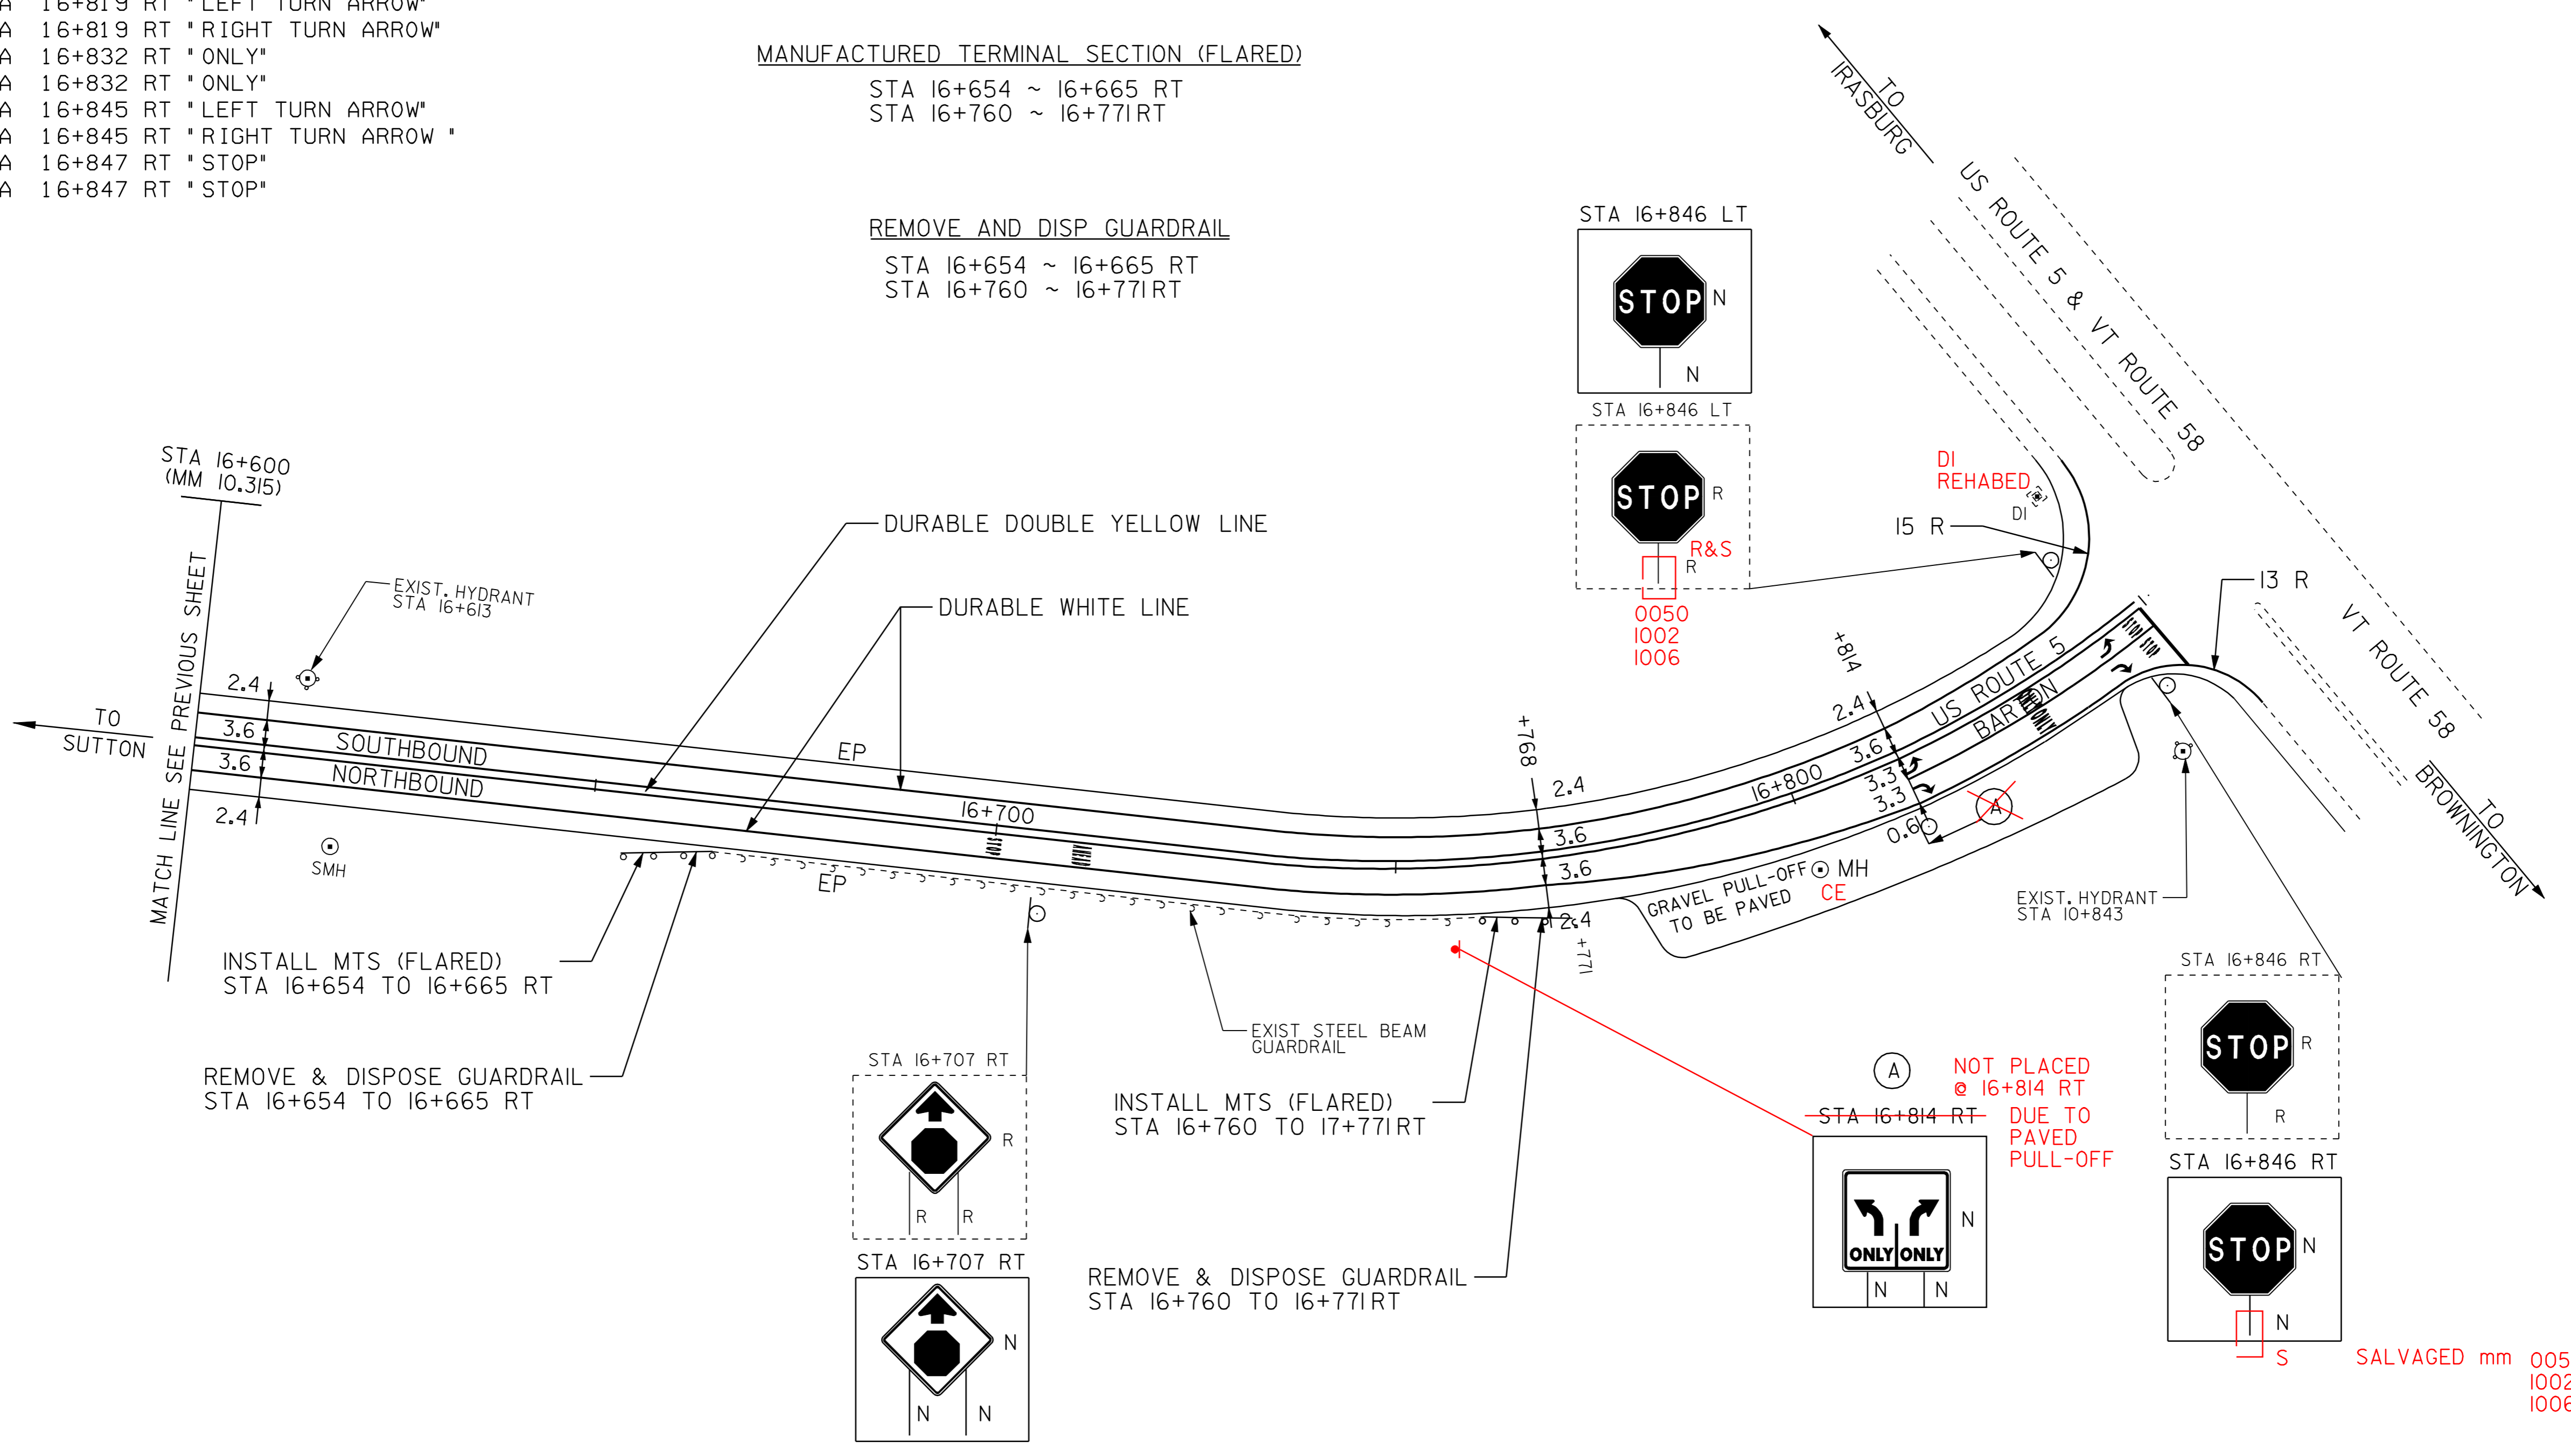 A 16+819 RT "LEFT TURN ARROW"
A 16+819 RT "RIGHT TURN ARROW"
A 16+832 RT "ONLY"
A 16+832 RT "ONLY"
A 16+845 RT "LEFT TURN ARROW"
A 16+845 RT "RIGHT TURN ARROW "
A 16+847 RT "STOP"
A 16+847 RT "STOP"
MANUFACTURED TERMINAL SECTION (FLARED)
STA 16+654 ~ 16+665 RT
STA 16+760 ~ 16+771 RT
REMOVE AND DISP GUARDRAIL
STA 16+654 ~ 16+665 RT
STA 16+760 ~ 16+771 RT
TO
IRASBURG
US ROUTE 5 & VT ROUTE 58
STA 16+846 LT
STOP N
N
STA 16+846 LT
STOP R
R&S
R
0050
1002
1006
DI
REHABED
DI
15 R
13 R
VT ROUTE 58
TO
BROWNINGTON
STA 16+600
(MM 10.315)
MATCH LINE SEE PREVIOUS SHEET
TO
SUTTON
EXIST. HYDRANT
STA 16+613
DURABLE DOUBLE YELLOW LINE
DURABLE WHITE LINE
2.4
3.6
3.6
2.4
SOUTHBOUND
NORTHBOUND
SMH
EP
EP
16+700
STOP
+768
2.4
3.6
3.6
2.4
+771
16+800
+814
2.4
3.6
3.3
3.3
0.6
US ROUTE 5
BARTON
ONLY
STOP STOP
A
GRAVEL PULL-OFF
TO BE PAVED
MH
CE
EXIST. HYDRANT
STA 10+843
INSTALL MTS (FLARED)
STA 16+654 TO 16+665 RT
REMOVE & DISPOSE GUARDRAIL
STA 16+654 TO 16+665 RT
STA 16+707 RT
R
R R
STA 16+707 RT
N
N N
EXIST STEEL BEAM
GUARDRAIL
INSTALL MTS (FLARED)
STA 16+760 TO 17+771 RT
REMOVE & DISPOSE GUARDRAIL
STA 16+760 TO 16+771 RT
A
NOT PLACED
@ 16+814 RT
STA 16+814 RT
DUE TO
PAVED
PULL-OFF
ONLY ONLY
N
N N
STA 16+846 RT
STOP R
R
STA 16+846 RT
STOP N
N
S
SALVAGED mm
005
1002
1006